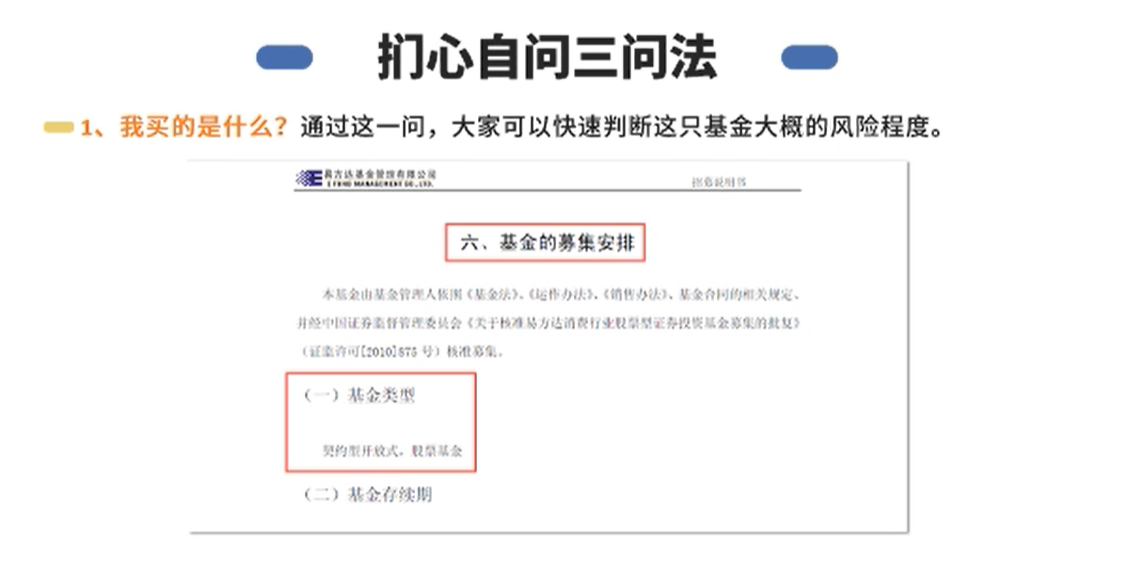 扪心自问三问法
1、我买的是什么？通过这一问，大家可以快速判断这只基金大概的风险程度。
易方达基金管理有限公司
E FUND MANAGEMENT CO.,LTD.
招募说明书
六、基金的募集安排
本基金由基金管理人依照《基金法》、《运作办法》、《销售办法》、基金合同的相关规定、
并经中国证券监督管理委员会《关于核准易方达消费行业股票型证券投资基金募集的批复》
（证监许可[2010]875 号）核准募集。
（一）基金类型
契约型开放式，股票基金
（二）基金存续期